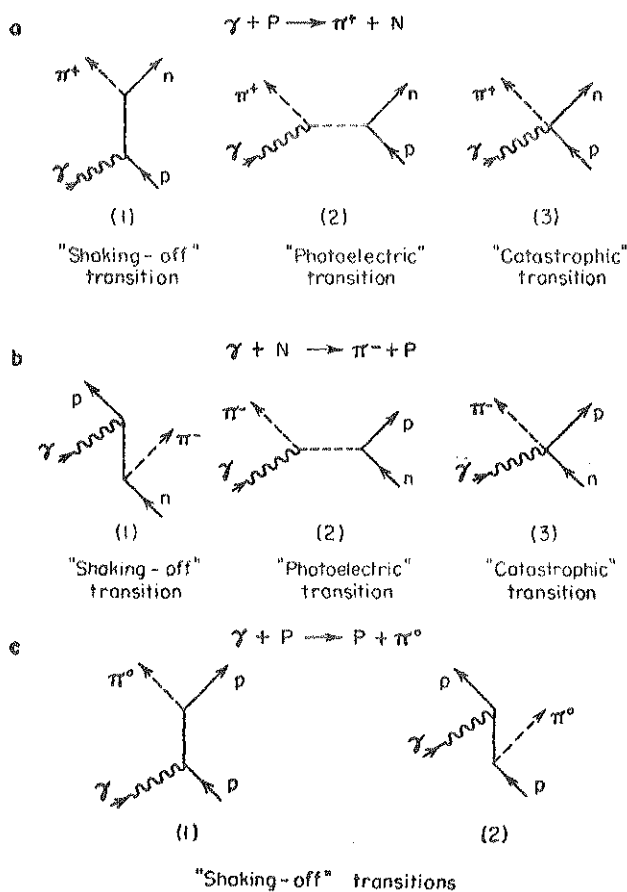 a
γ + P → π⁺ + N
π⁺ n
γ p
π⁺ n
γ p
π⁺ n
γ p
(1) (2) (3)
"Shaking-off" "Photoelectric" "Catastrophic"
transition transition transition
b
γ + N → π⁻ + P
p
γ π⁻
n
π⁻ p
γ n
π⁻ p
γ n
(1) (2) (3)
"Shaking-off" "Photoelectric" "Catastrophic"
transition transition transition
c
γ + P → P + π⁰
π⁰ p
γ p
p
γ π⁰
p
(1) (2)
"Shaking-off" transitions